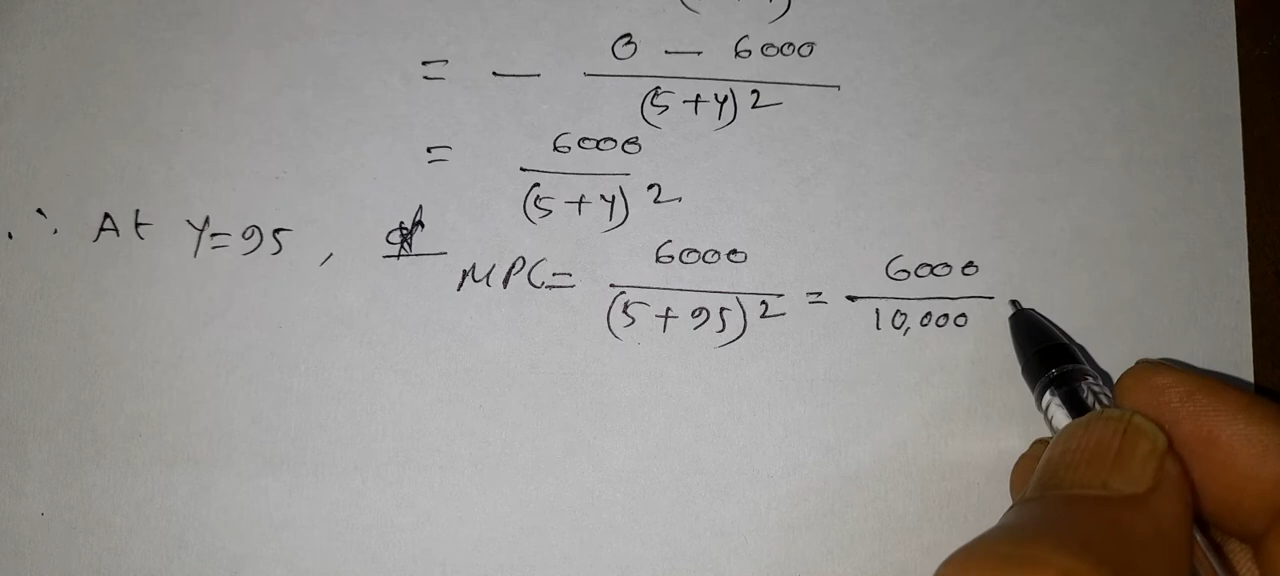 = - 0 - 6000 / (5+Y)2
= 6000 / (5+Y)2
∴ At Y=95, MPC= 6000 / (5+95)2 = 6000 / 10,000